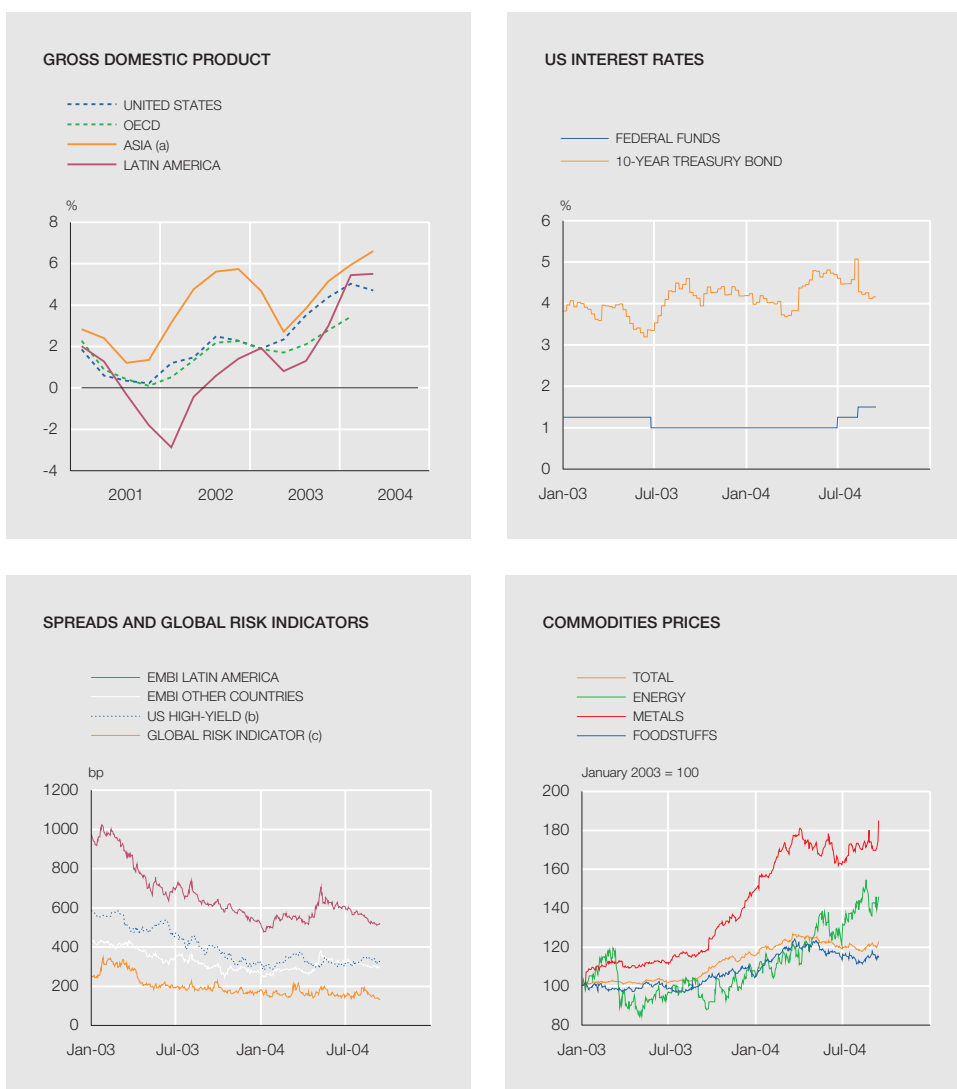 GROSS DOMESTIC PRODUCT
UNITED STATES
OECD
ASIA (a)
LATIN AMERICA
%
8
6
4
2
0
-2
-4
2001 2002 2003 2004
US INTEREST RATES
FEDERAL FUNDS
10-YEAR TREASURY BOND
%
6
5
4
3
2
1
0
Jan-03 Jul-03 Jan-04 Jul-04
SPREADS AND GLOBAL RISK INDICATORS
EMBI LATIN AMERICA
EMBI OTHER COUNTRIES
US HIGH-YIELD (b)
GLOBAL RISK INDICATOR (c)
bp
1200
1000
800
600
400
200
0
Jan-03 Jul-03 Jan-04 Jul-04
COMMODITIES PRICES
TOTAL
ENERGY
METALS
FOODSTUFFS
January 2003 = 100
200
180
160
140
120
100
80
Jan-03 Jul-03 Jan-04 Jul-04